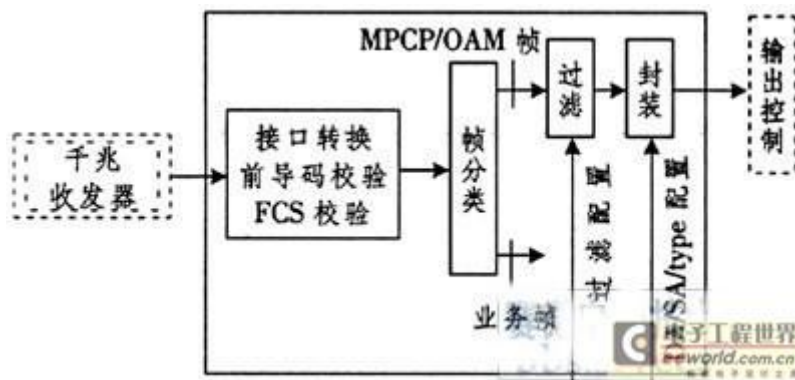 MPCP/OAM 帧
千兆
收发器
接口转换
前导码校验
FCS 校验
帧分类
过滤
封装
输出控制
业务帧
过滤配置
/SA/type 配置
电子工程世界
eeworld.com.cn